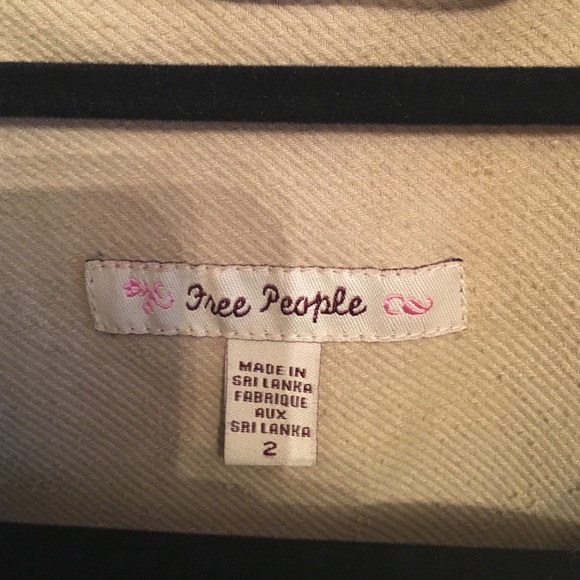 Free People
MADE IN
SRI LANKA
FABRIQUE
AUX
SRI LANKA
2